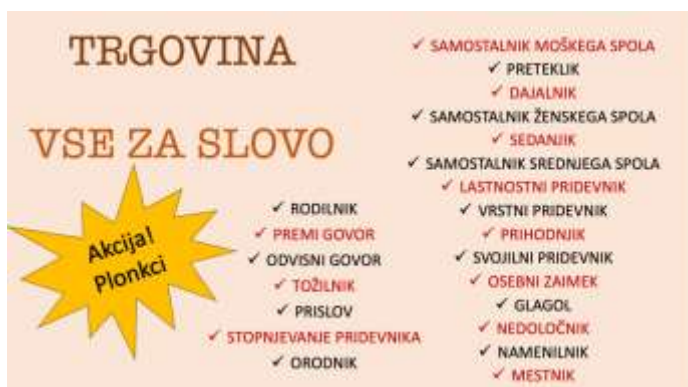 TRGOVINA
VSE ZA SLOVO
Akcija!
Plonkci
✓ RODILNIK
✓ PREMI GOVOR
✓ ODVISNI GOVOR
✓ TOŽILNIK
✓ PRISLOV
✓ STOPNJEVANJE PRIDEVNIKA
✓ ORODNIK
✓ SAMOSTALNIK MOŠKEGA SPOLA
✓ PRETEKLIK
✓ DAJALNIK
✓ SAMOSTALNIK ŽENSKEGA SPOLA
✓ SEDANJIK
✓ SAMOSTALNIK SREDNJEGA SPOLA
✓ LASTNOSTNI PRIDEVNIK
✓ VRSTNI PRIDEVNIK
✓ PRIHODNJIK
✓ SVOJILNI PRIDEVNIK
✓ OSEBNI ZAIMEK
✓ GLAGOL
✓ NEDOLOČNIK
✓ NAMENILNIK
✓ MESTNIK